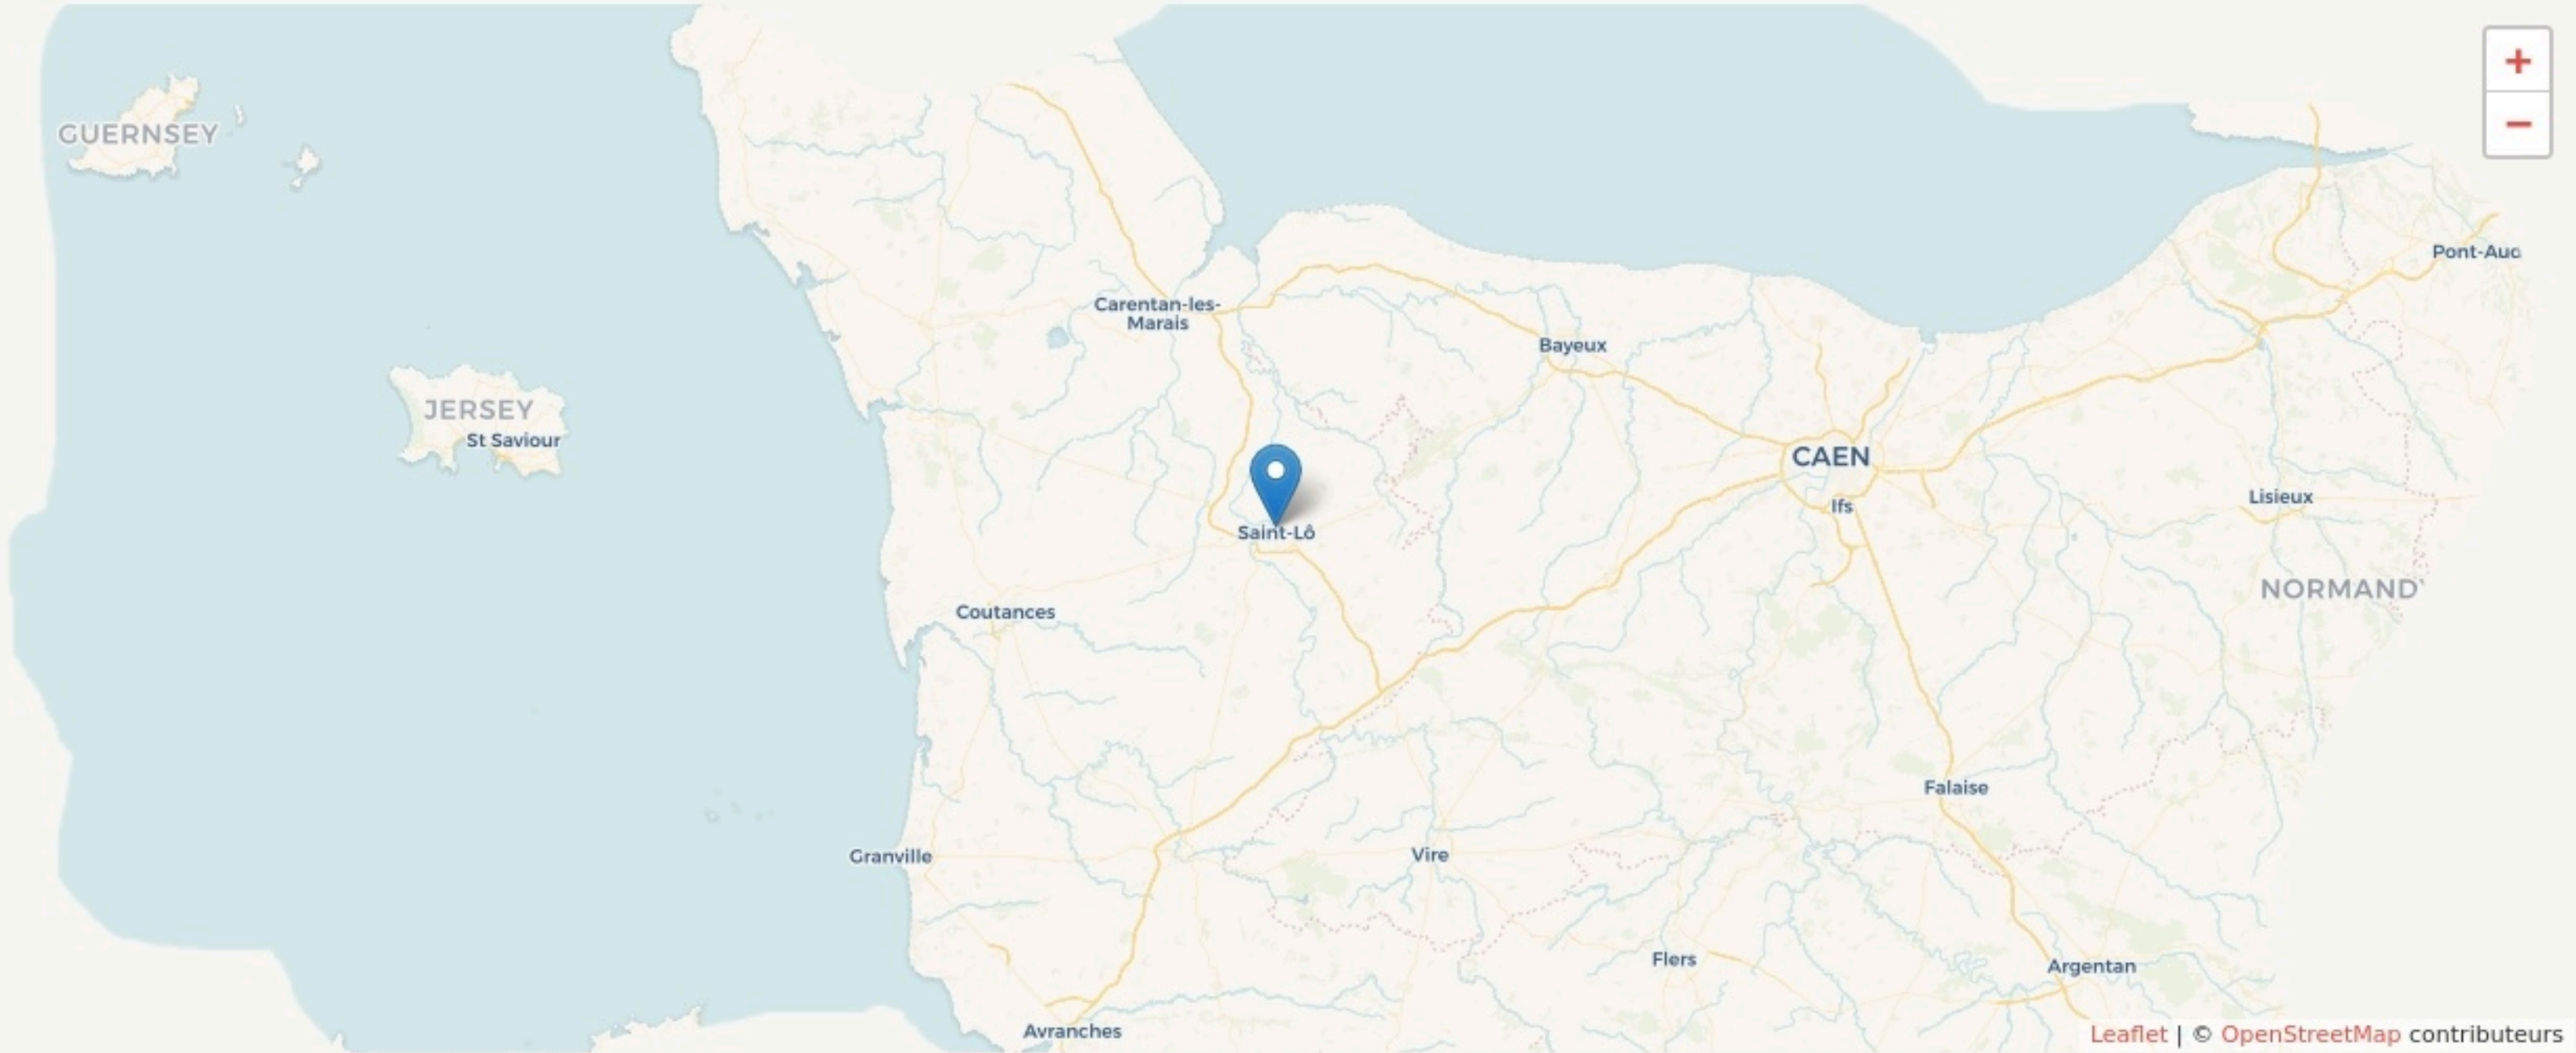 +
GUERNSEY
−
Pont-Aud
Carentan-les-
Marais
Bayeux
JERSEY
St Saviour
CAEN
Lisieux
Ifs
Saint-Lô
NORMAND
Coutances
Falaise
Granville
Vire
Flers
Argentan
Avranches
Leaflet | © OpenStreetMap contributeurs